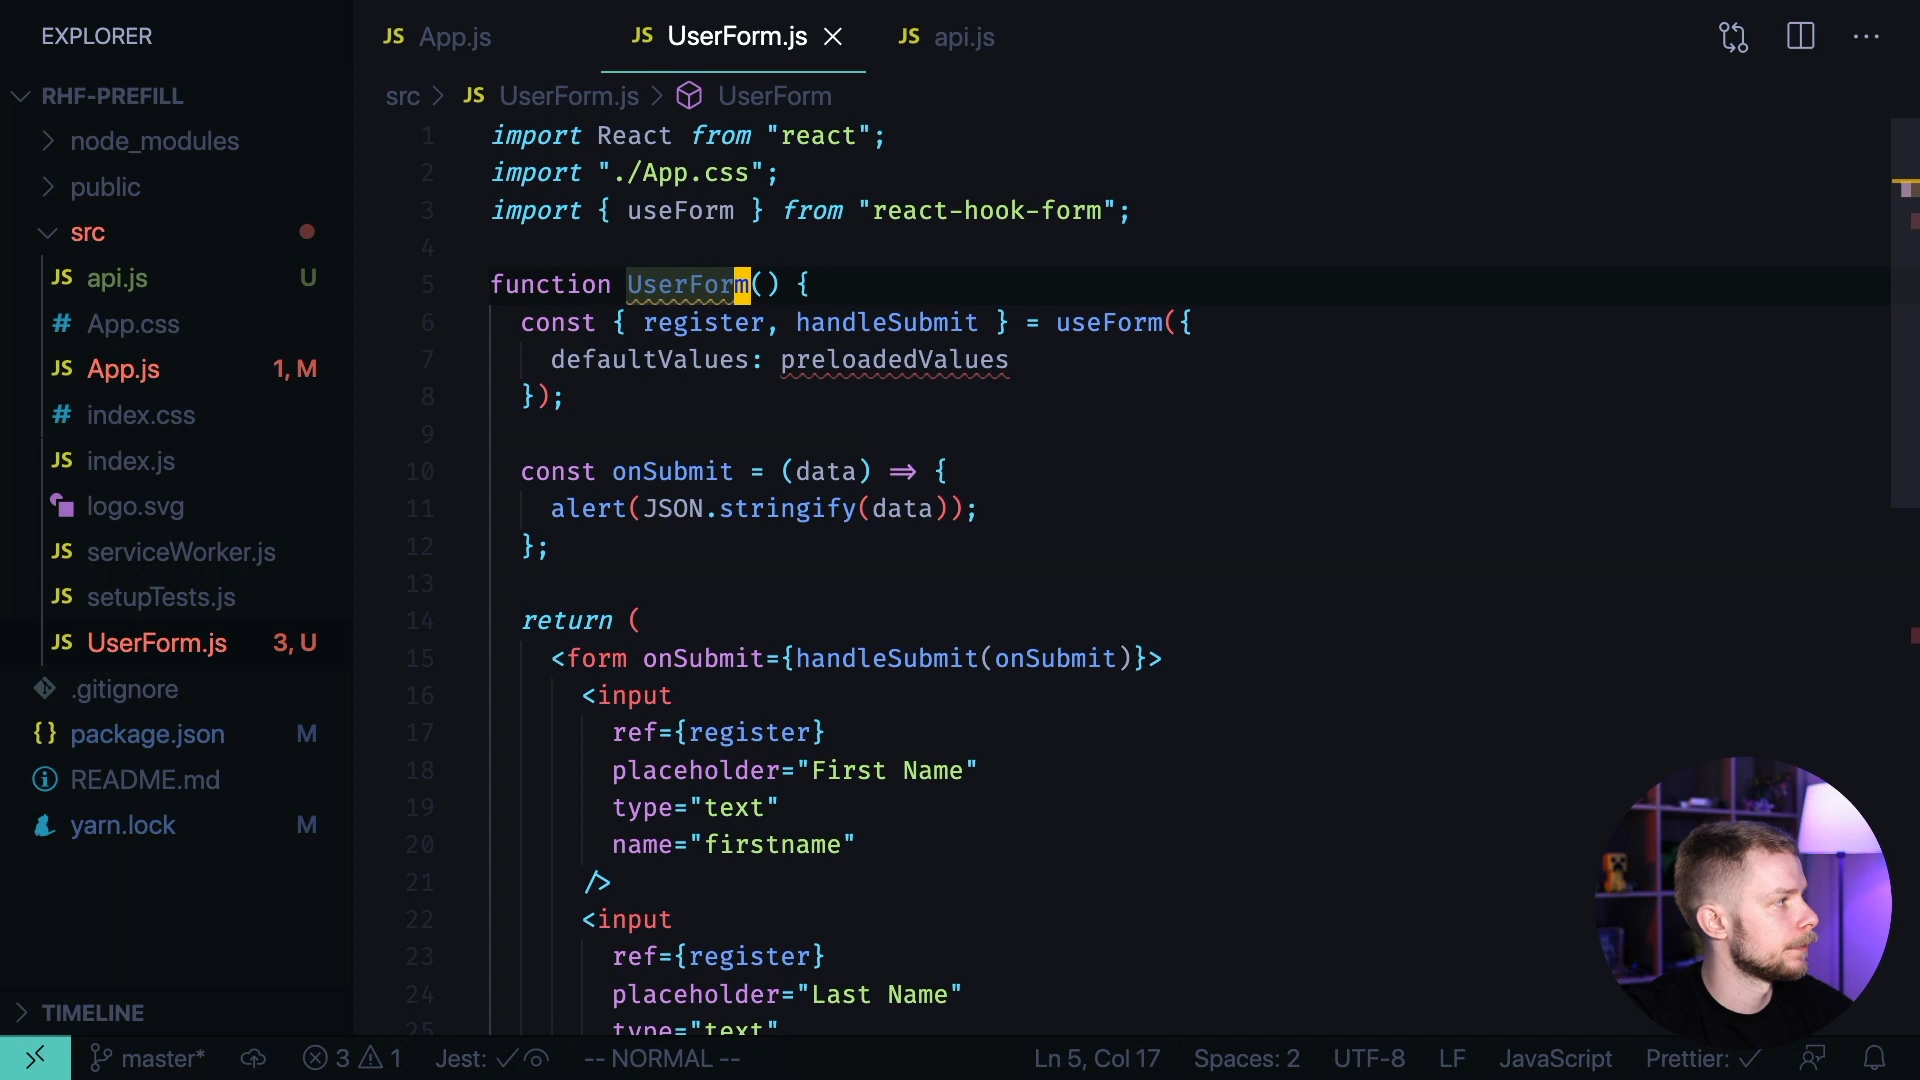 EXPLORER
RHF-PREFILL
node_modules
public
src
JS api.js U
# App.css
JS App.js 1, M
# index.css
JS index.js
logo.svg
JS serviceWorker.js
JS setupTests.js
JS UserForm.js 3, U
.gitignore
{} package.json M
README.md
yarn.lock M
TIMELINE
JS App.js
JS UserForm.js
JS api.js
src > JS UserForm.js > UserForm
1 import React from "react";
2 import "./App.css";
3 import { useForm } from "react-hook-form";
4
5 function UserForm() {
6 const { register, handleSubmit } = useForm({
7 defaultValues: preloadedValues
8 });
9
10 const onSubmit = (data) => {
11 alert(JSON.stringify(data));
12 };
13
14 return (
15 <form onSubmit={handleSubmit(onSubmit)}>
16 <input
17 ref={register}
18 placeholder="First Name"
19 type="text"
20 name="firstname"
21 />
22 <input
23 ref={register}
24 placeholder="Last Name"
25 type="text"
master* 3 1 Jest: -- NORMAL -- Ln 5, Col 17 Spaces: 2 UTF-8 LF JavaScript Prettier: ✓